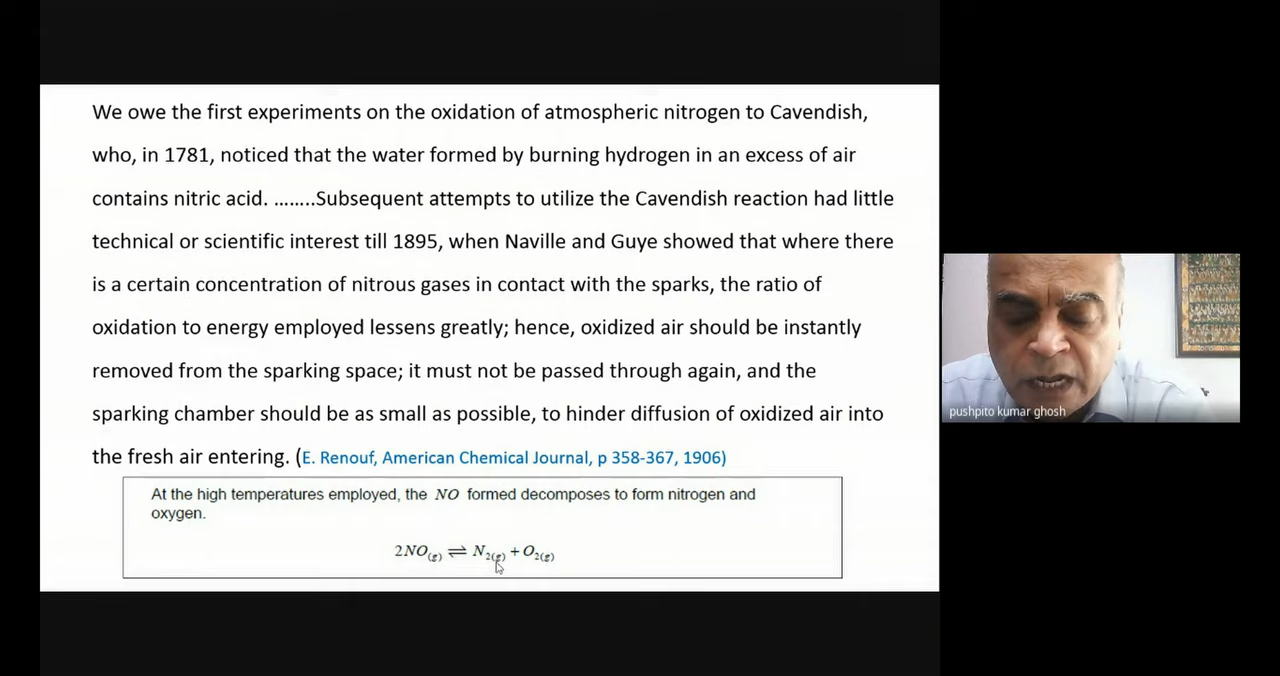 We owe the first experiments on the oxidation of atmospheric nitrogen to Cavendish,
who, in 1781, noticed that the water formed by burning hydrogen in an excess of air
contains nitric acid. ........Subsequent attempts to utilize the Cavendish reaction had little
technical or scientific interest till 1895, when Naville and Guye showed that where there
is a certain concentration of nitrous gases in contact with the sparks, the ratio of
oxidation to energy employed lessens greatly; hence, oxidized air should be instantly
removed from the sparking space; it must not be passed through again, and the
sparking chamber should be as small as possible, to hinder diffusion of oxidized air into
the fresh air entering. (E. Renouf, American Chemical Journal, p 358-367, 1906)
At the high temperatures employed, the NO formed decomposes to form nitrogen and
oxygen.
2NO(g) ⇌ N2(g) + O2(g)
pushpito kumar ghosh